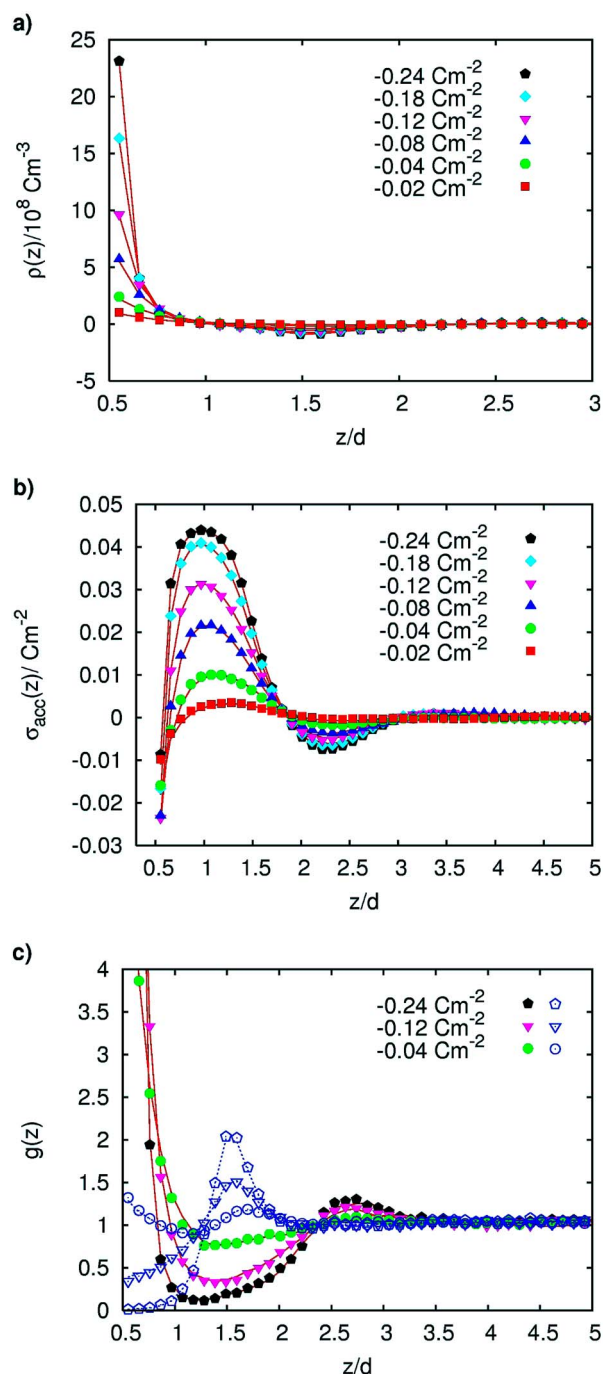 a)
ρ(z)/10⁸ Cm⁻³
25
20
15
10
5
0
-5
-0.24 Cm⁻²
-0.18 Cm⁻²
-0.12 Cm⁻²
-0.08 Cm⁻²
-0.04 Cm⁻²
-0.02 Cm⁻²
0.5 1 1.5 2 2.5 3
z/d
b)
σacc(z)/ Cm⁻²
0.05
0.04
0.03
0.02
0.01
0
-0.01
-0.02
-0.03
-0.24 Cm⁻²
-0.18 Cm⁻²
-0.12 Cm⁻²
-0.08 Cm⁻²
-0.04 Cm⁻²
-0.02 Cm⁻²
0.5 1 1.5 2 2.5 3 3.5 4 4.5 5
z/d
c)
g(z)
4
3.5
3
2.5
2
1.5
1
0.5
0
-0.24 Cm⁻²
-0.12 Cm⁻²
-0.04 Cm⁻²
0.5 1 1.5 2 2.5 3 3.5 4 4.5 5
z/d